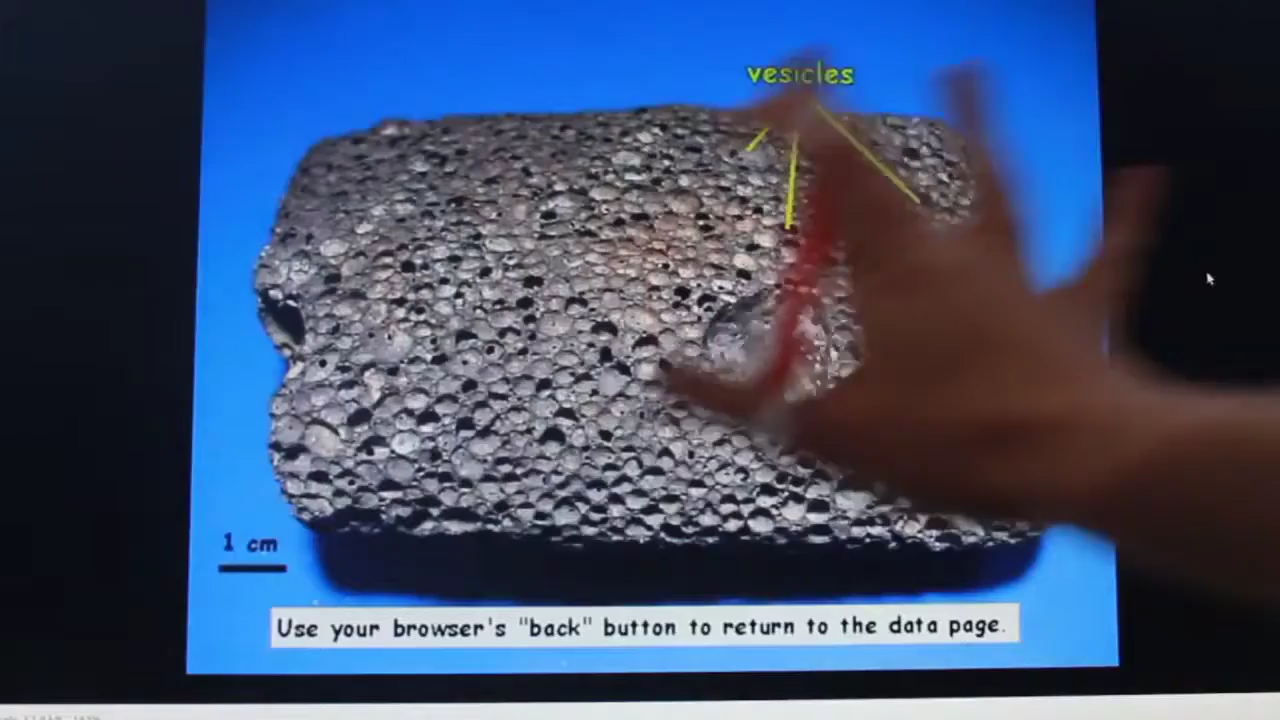 vesicles
1 cm
Use your browser's "back" button to return to the data page.